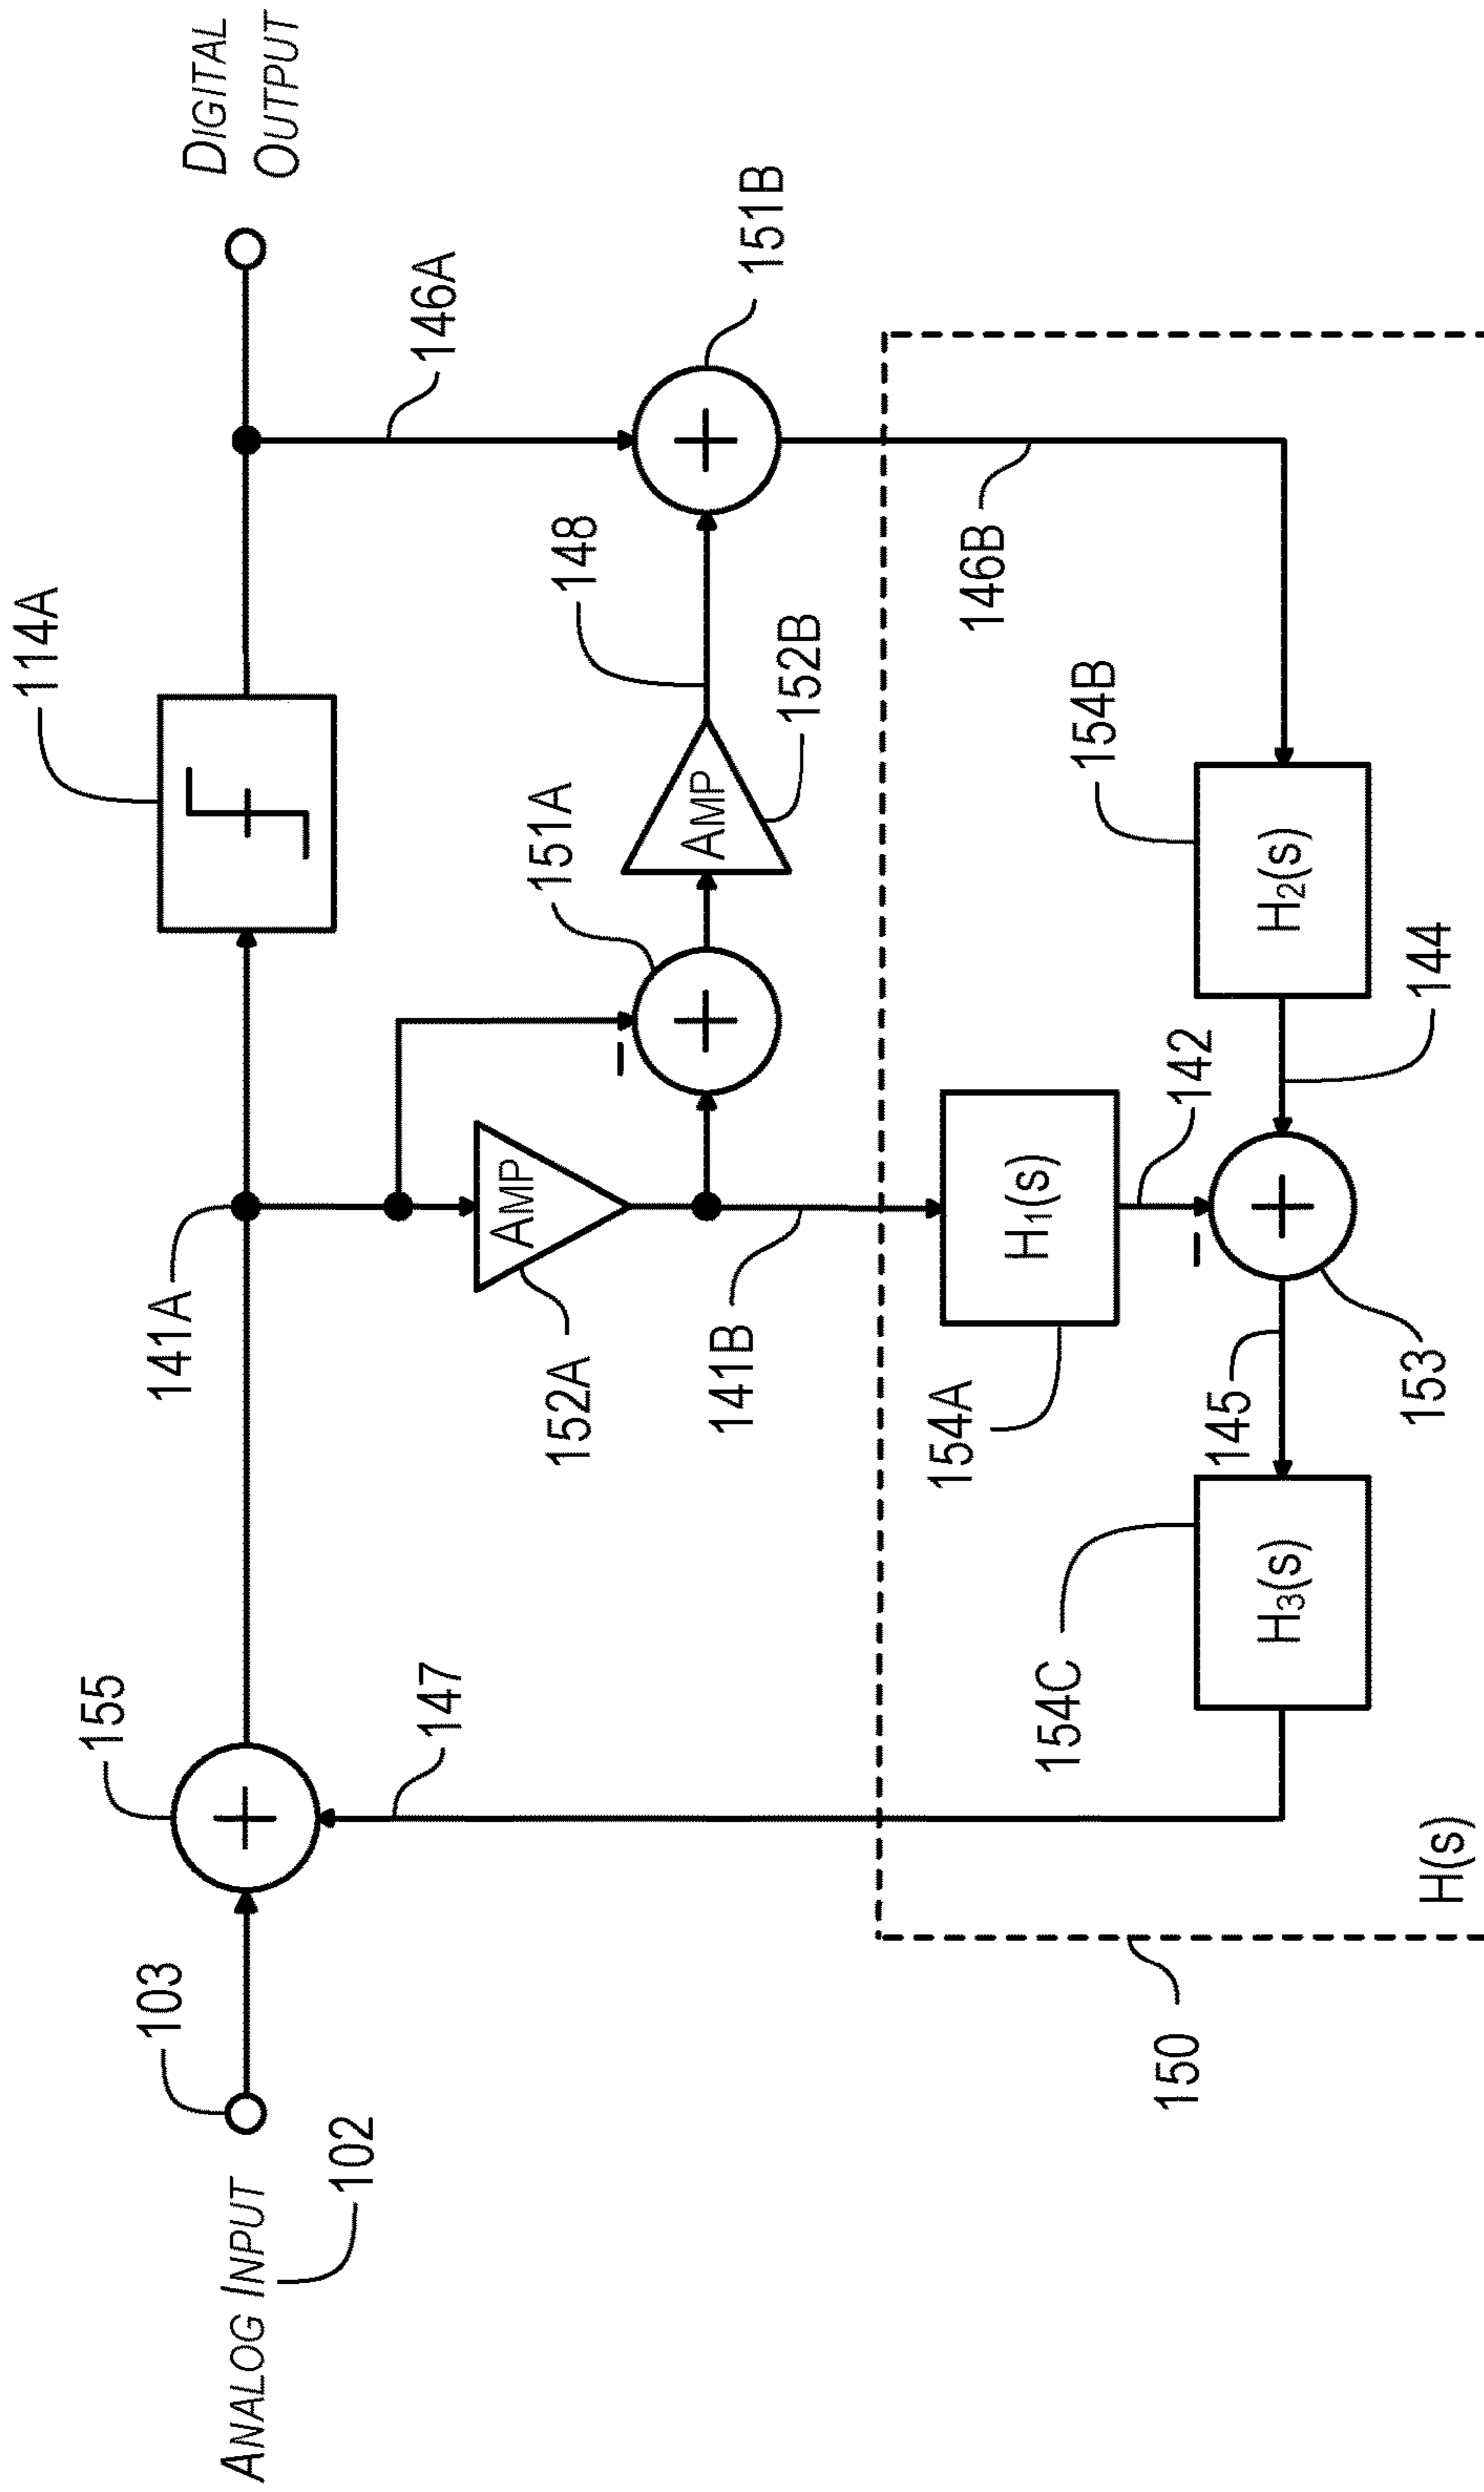 114A
DIGITAL
OUTPUT
155
141A
146A
103
ANALOG INPUT
102
147
152A
AMP
151A
148
AMP
152B
151B
141B
146B
150
154A
H1(s)
142
154B
H2(s)
144
154C
H3(s)
145
153
H(s)